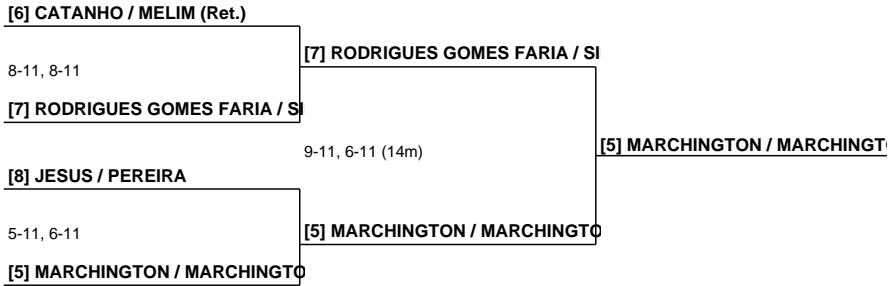 [6] CATANHO / MELIM (Ret.)
[7] RODRIGUES GOMES FARIA / SI
8-11, 8-11
[7] RODRIGUES GOMES FARIA / SI
9-11, 6-11 (14m)
[5] MARCHINGTON / MARCHINGTO
[8] JESUS / PEREIRA
5-11, 6-11
[5] MARCHINGTON / MARCHINGTO
[5] MARCHINGTON / MARCHINGTO